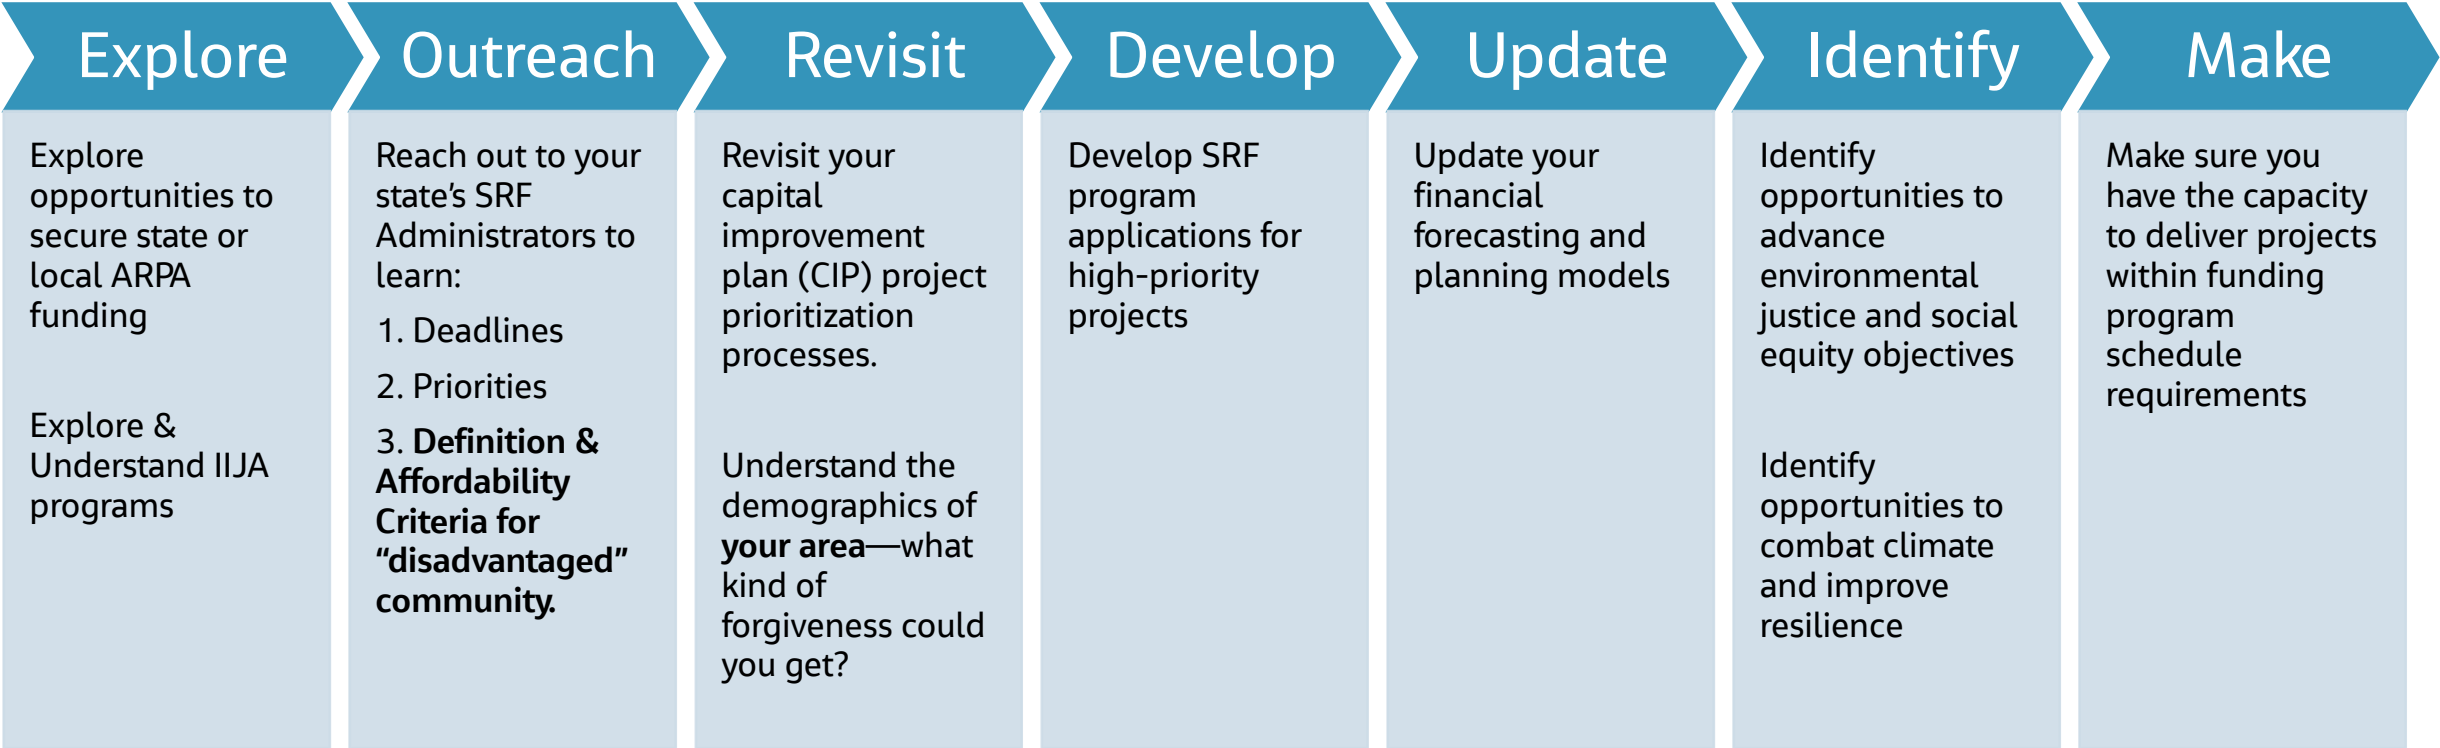 Explore
Explore
opportunities to
secure state or
local ARPA
funding
Explore &
Understand IIJA
programs
Outreach
Reach out to your
state's SRF
Administrators to
learn:
1. Deadlines
2. Priorities
3. Definition &
Affordability
Criteria for
“disadvantaged”
community.
Revisit
Revisit your
capital
improvement
plan (CIP) project
prioritization
processes.
Understand the
demographics of
your area—what
kind of
forgiveness could
you get?
Develop
Develop SRF
program
applications for
high-priority
projects
Update
Update your
financial
forecasting and
planning models
Identify
Identify
opportunities to
advance
environmental
justice and social
equity objectives
Identify
opportunities to
combat climate
and improve
resilience
Make
Make sure you
have the capacity
to deliver projects
within funding
program
schedule
requirements